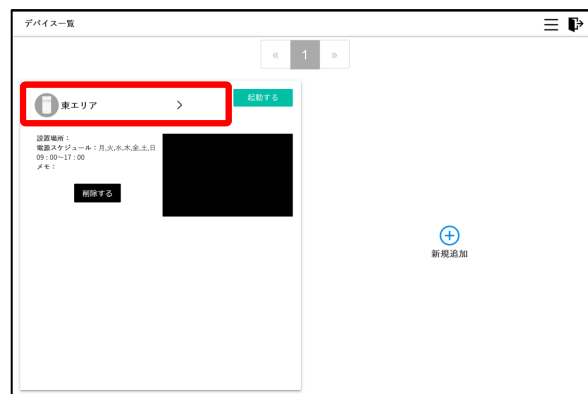 デバイス一覧
« 1 »
東エリア >
起動する
設置場所：
電源スケジュール：月,火,水,木,金,土,日
09：00～17：00
メモ：
削除する
新規追加